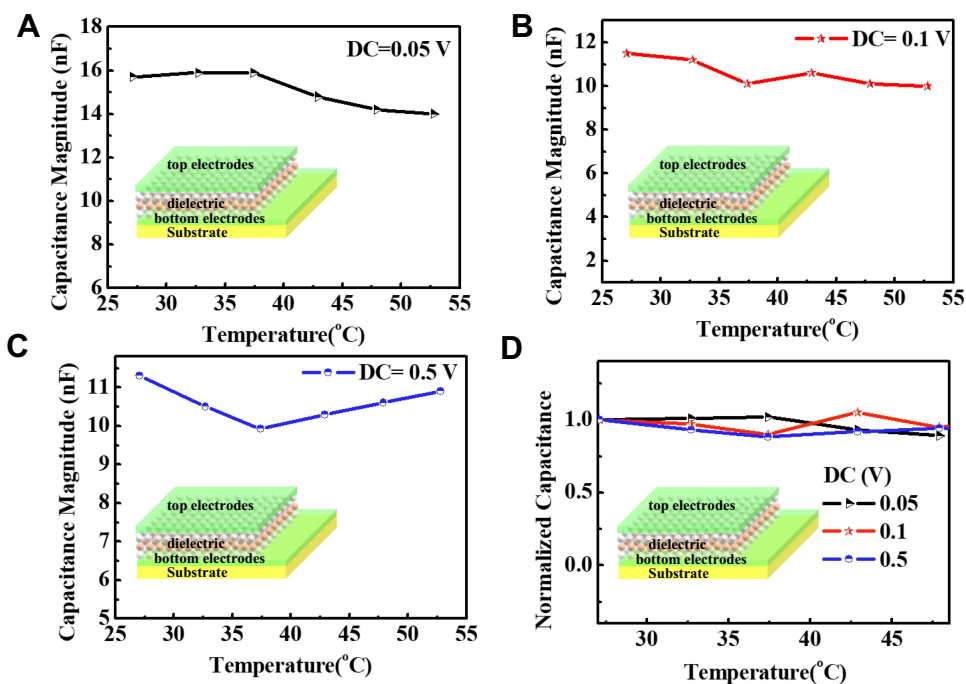 A
Capacitance Magnitude (nF)
18
16
14
12
10
8
6
DC=0.05 V
top electrodes
dielectric
bottom electrodes
Substrate
25 30 35 40 45 50 55
Temperature(°C)
B
Capacitance Magnitude (nF)
12
10
8
6
4
2
DC= 0.1 V
top electrodes
dielectric
bottom electrodes
Substrate
25 30 35 40 45 50 55
Temperature(°C)
C
Capacitance Magnitude (nF)
11
10
9
8
7
6
5
DC= 0.5 V
top electrodes
dielectric
bottom electrodes
Substrate
25 30 35 40 45 50 55
Temperature(°C)
D
Normalized Capacitance
1.0
0.5
0.0
DC (V)
0.05
0.1
0.5
top electrodes
dielectric
bottom electrodes
Substrate
30 35 40 45
Temperature(°C)